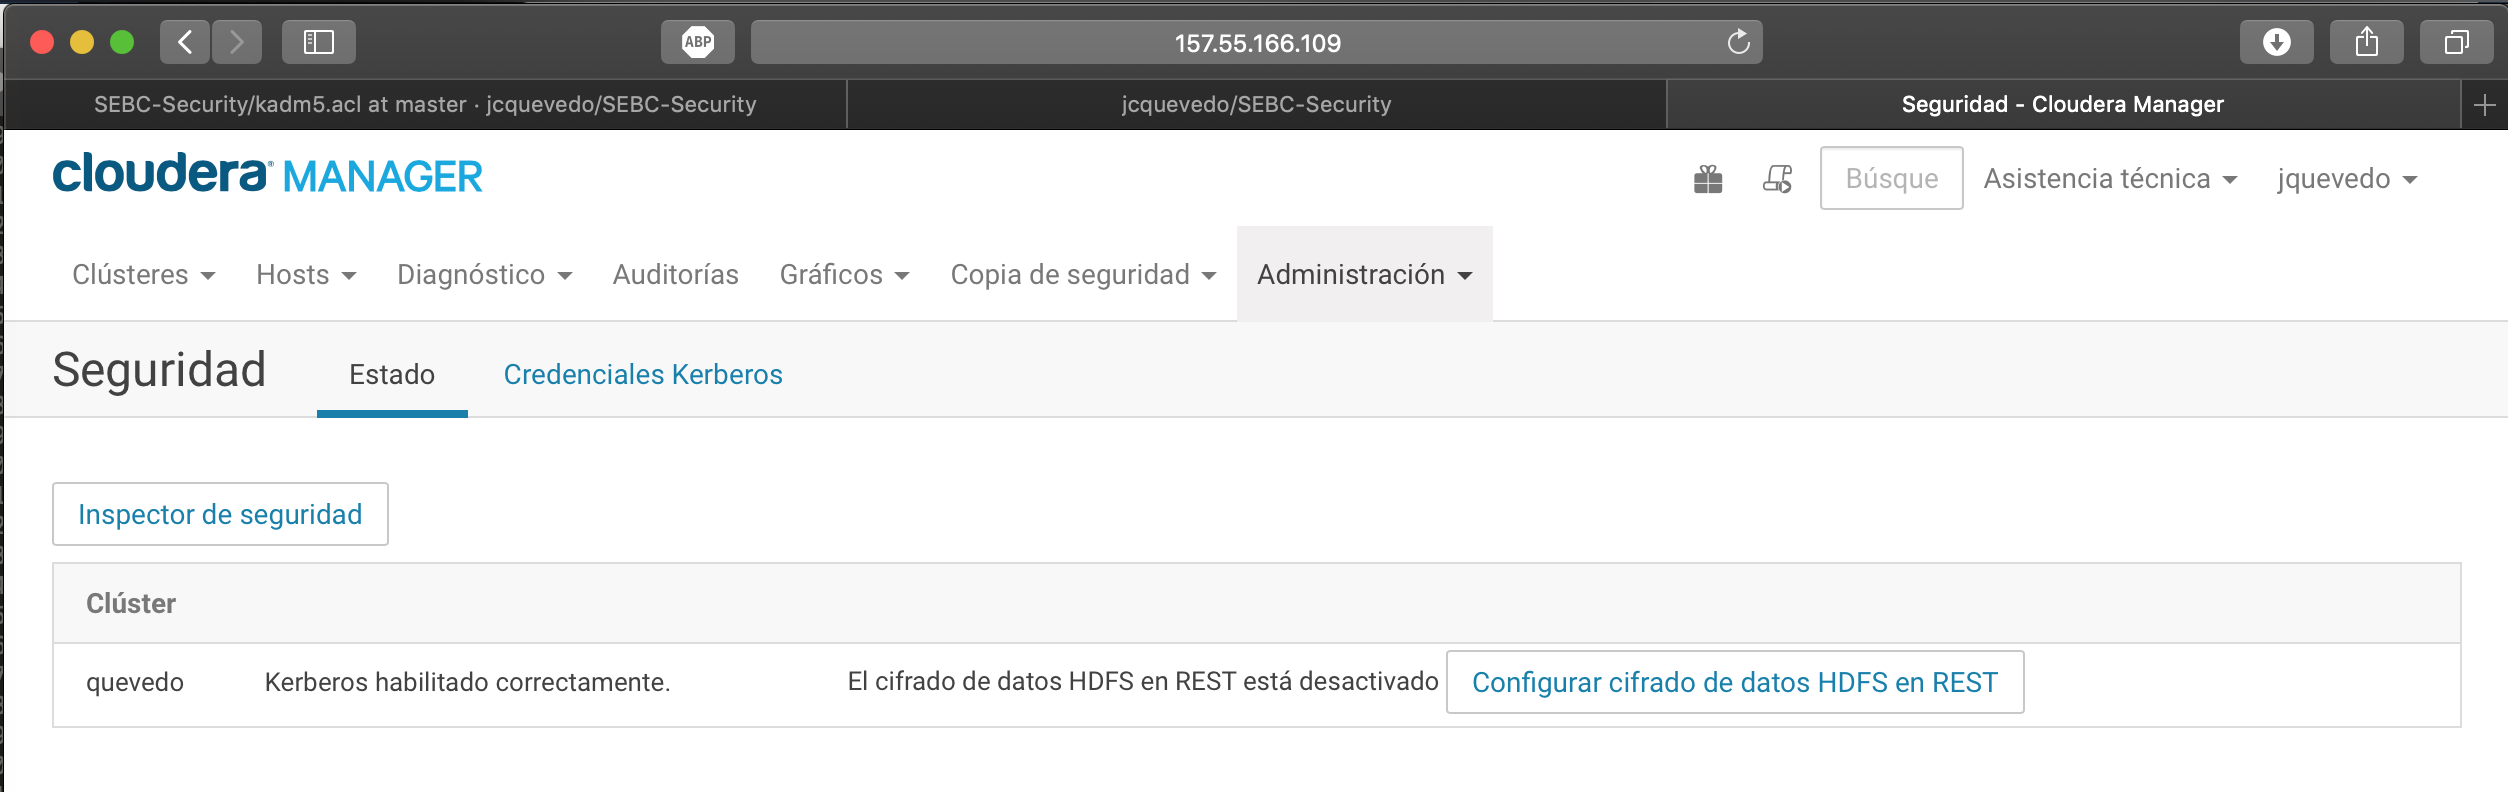 ABP
157.55.166.109
SEBC-Security/kadm5.acl at master · jcquevedo/SEBC-Security
jcquevedo/SEBC-Security
Seguridad - Cloudera Manager
cloudera MANAGER
Búsque
Asistencia técnica
jquevedo
Clústeres
Hosts
Diagnóstico
Auditorías
Gráficos
Copia de seguridad
Administración
Seguridad
Estado
Credenciales Kerberos
Inspector de seguridad
Clúster
quevedo
Kerberos habilitado correctamente.
El cifrado de datos HDFS en REST está desactivado
Configurar cifrado de datos HDFS en REST